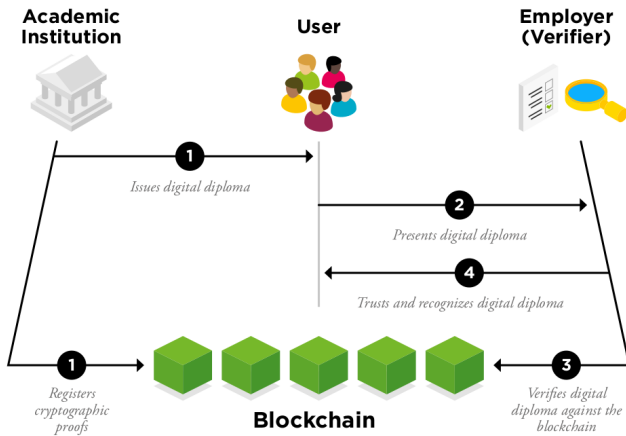 Academic
Institution
User
Employer
(Verifier)
1
Issues digital diploma
2
Presents digital diploma
4
Trusts and recognizes digital diploma
1
Registers
cryptographic
proofs
3
Verifies digital
diploma against the
blockchain
Blockchain